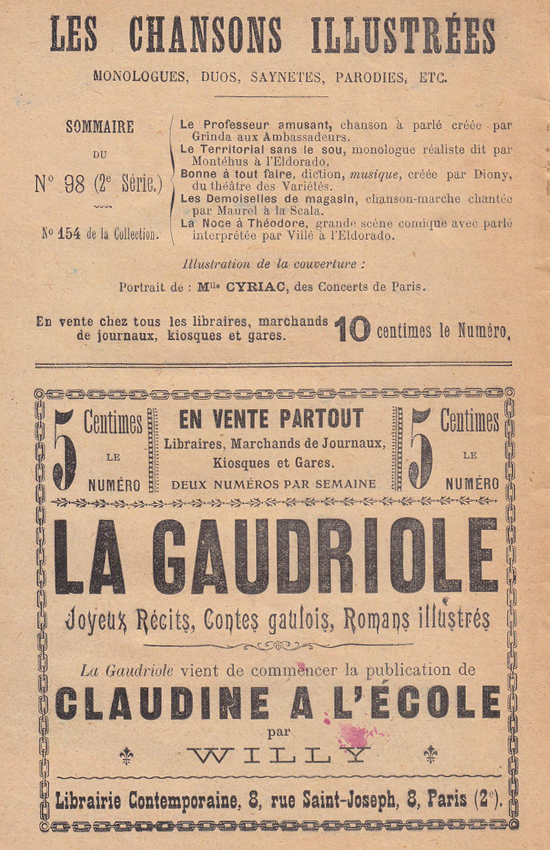 LES CHANSONS ILLUSTRÉES
MONOLOGUES, DUOS, SAYNETES, PARODIES, ETC.
SOMMAIRE
DU
N° 98 (2e Série.)
N° 154 de la Collection.
Le Professeur amusant, chanson à parlé créée par
Grinda aux Ambassadeurs.
Le Territorial sans le sou, monologue réaliste dit par
Montéhus à l'Eldorado.
Bonne à tout faire, diction, musique, créée par Diony,
du théâtre des Variétés.
Les Demoiselles de magasin, chanson-marche chantée
par Maurel à la Scala.
La Noce à Théodore, grande scène comique avec parlé
interprétée par Villé à l'Eldorado.
Illustration de la couverture :
Portrait de : Mlle CYRIAC, des Concerts de Paris.
En vente chez tous les libraires, marchands
de journaux, kiosques et gares.
10 centimes le Numéro.
5 Centimes
LE
NUMÉRO
EN VENTE PARTOUT
Libraires, Marchands de Journaux,
Kiosques et Gares.
DEUX NUMÉROS PAR SEMAINE
5 Centimes
LE
NUMÉRO
LA GAUDRIOLE
Joyeux Récits, Contes gaulois, Romans illustrés
La Gaudriole vient de commencer la publication de
CLAUDINE A L'ÉCOLE
par
WILLY
Librairie Contemporaine, 8, rue Saint-Joseph, 8, Paris (2e).